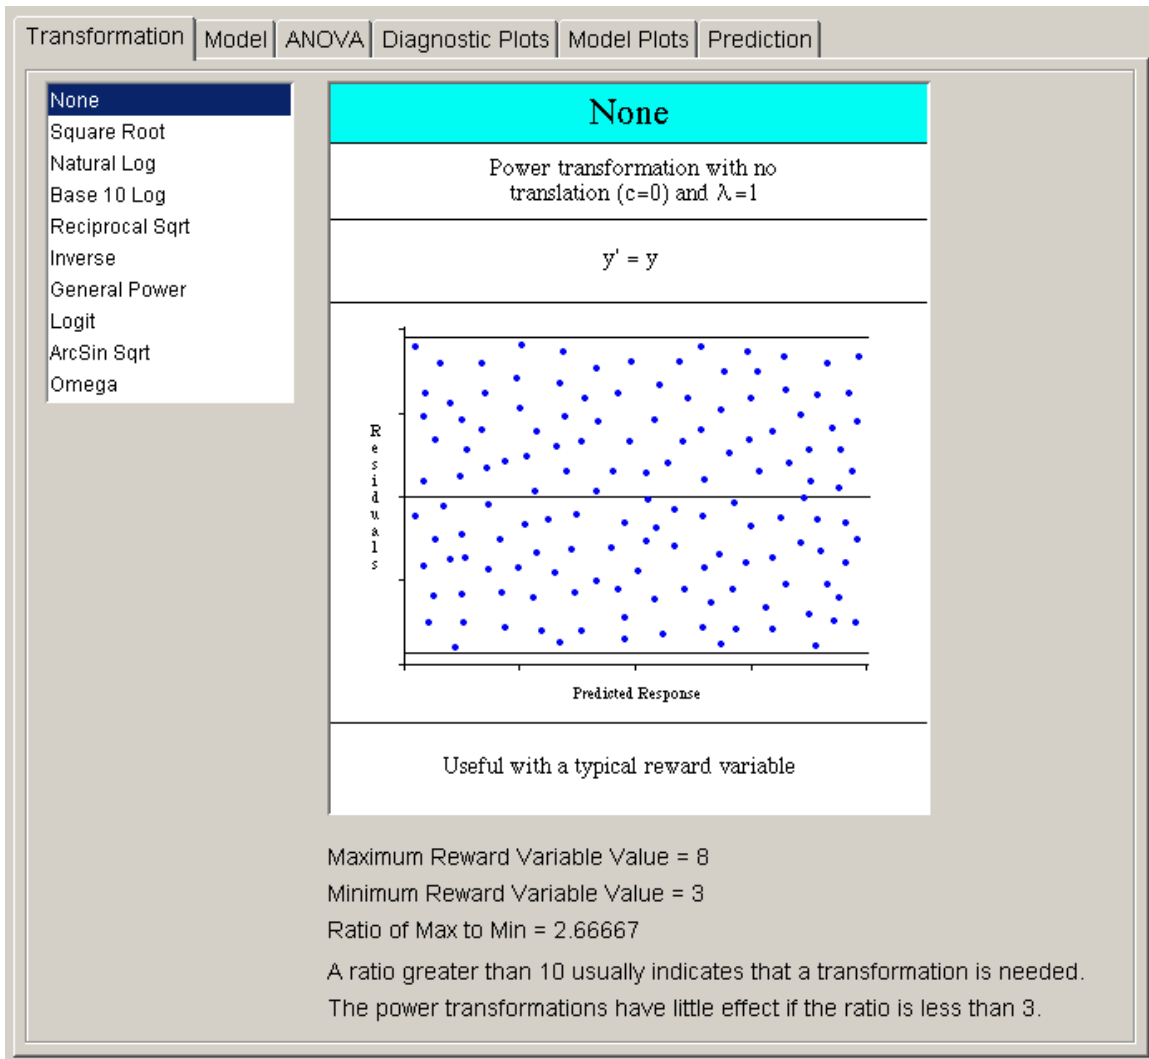 Transformation Model ANOVA Diagnostic Plots Model Plots Prediction
None
Square Root
Natural Log
Base 10 Log
Reciprocal Sqrt
Inverse
General Power
Logit
ArcSin Sqrt
Omega
None
Power transformation with no
translation (c=0) and λ=1
y' = y
Residuals
Predicted Response
Useful with a typical reward variable
Maximum Reward Variable Value = 8
Minimum Reward Variable Value = 3
Ratio of Max to Min = 2.66667
A ratio greater than 10 usually indicates that a transformation is needed.
The power transformations have little effect if the ratio is less than 3.